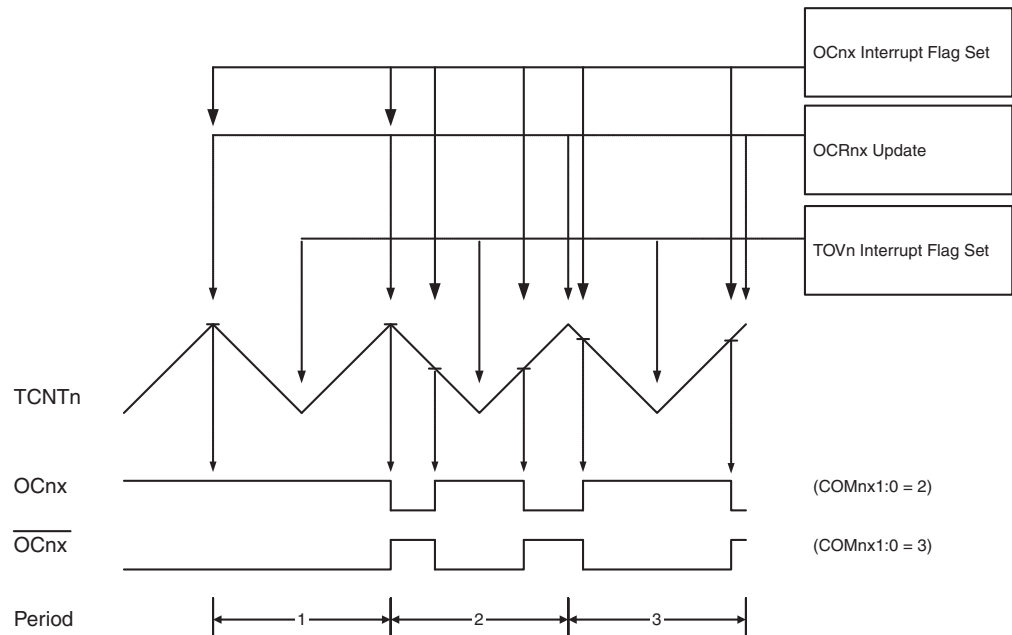 OCnx Interrupt Flag Set
OCRnx Update
TOVn Interrupt Flag Set
TCNTn
OCnx
(COMnx1:0 = 2)
OCnx
(COMnx1:0 = 3)
Period
1
2
3